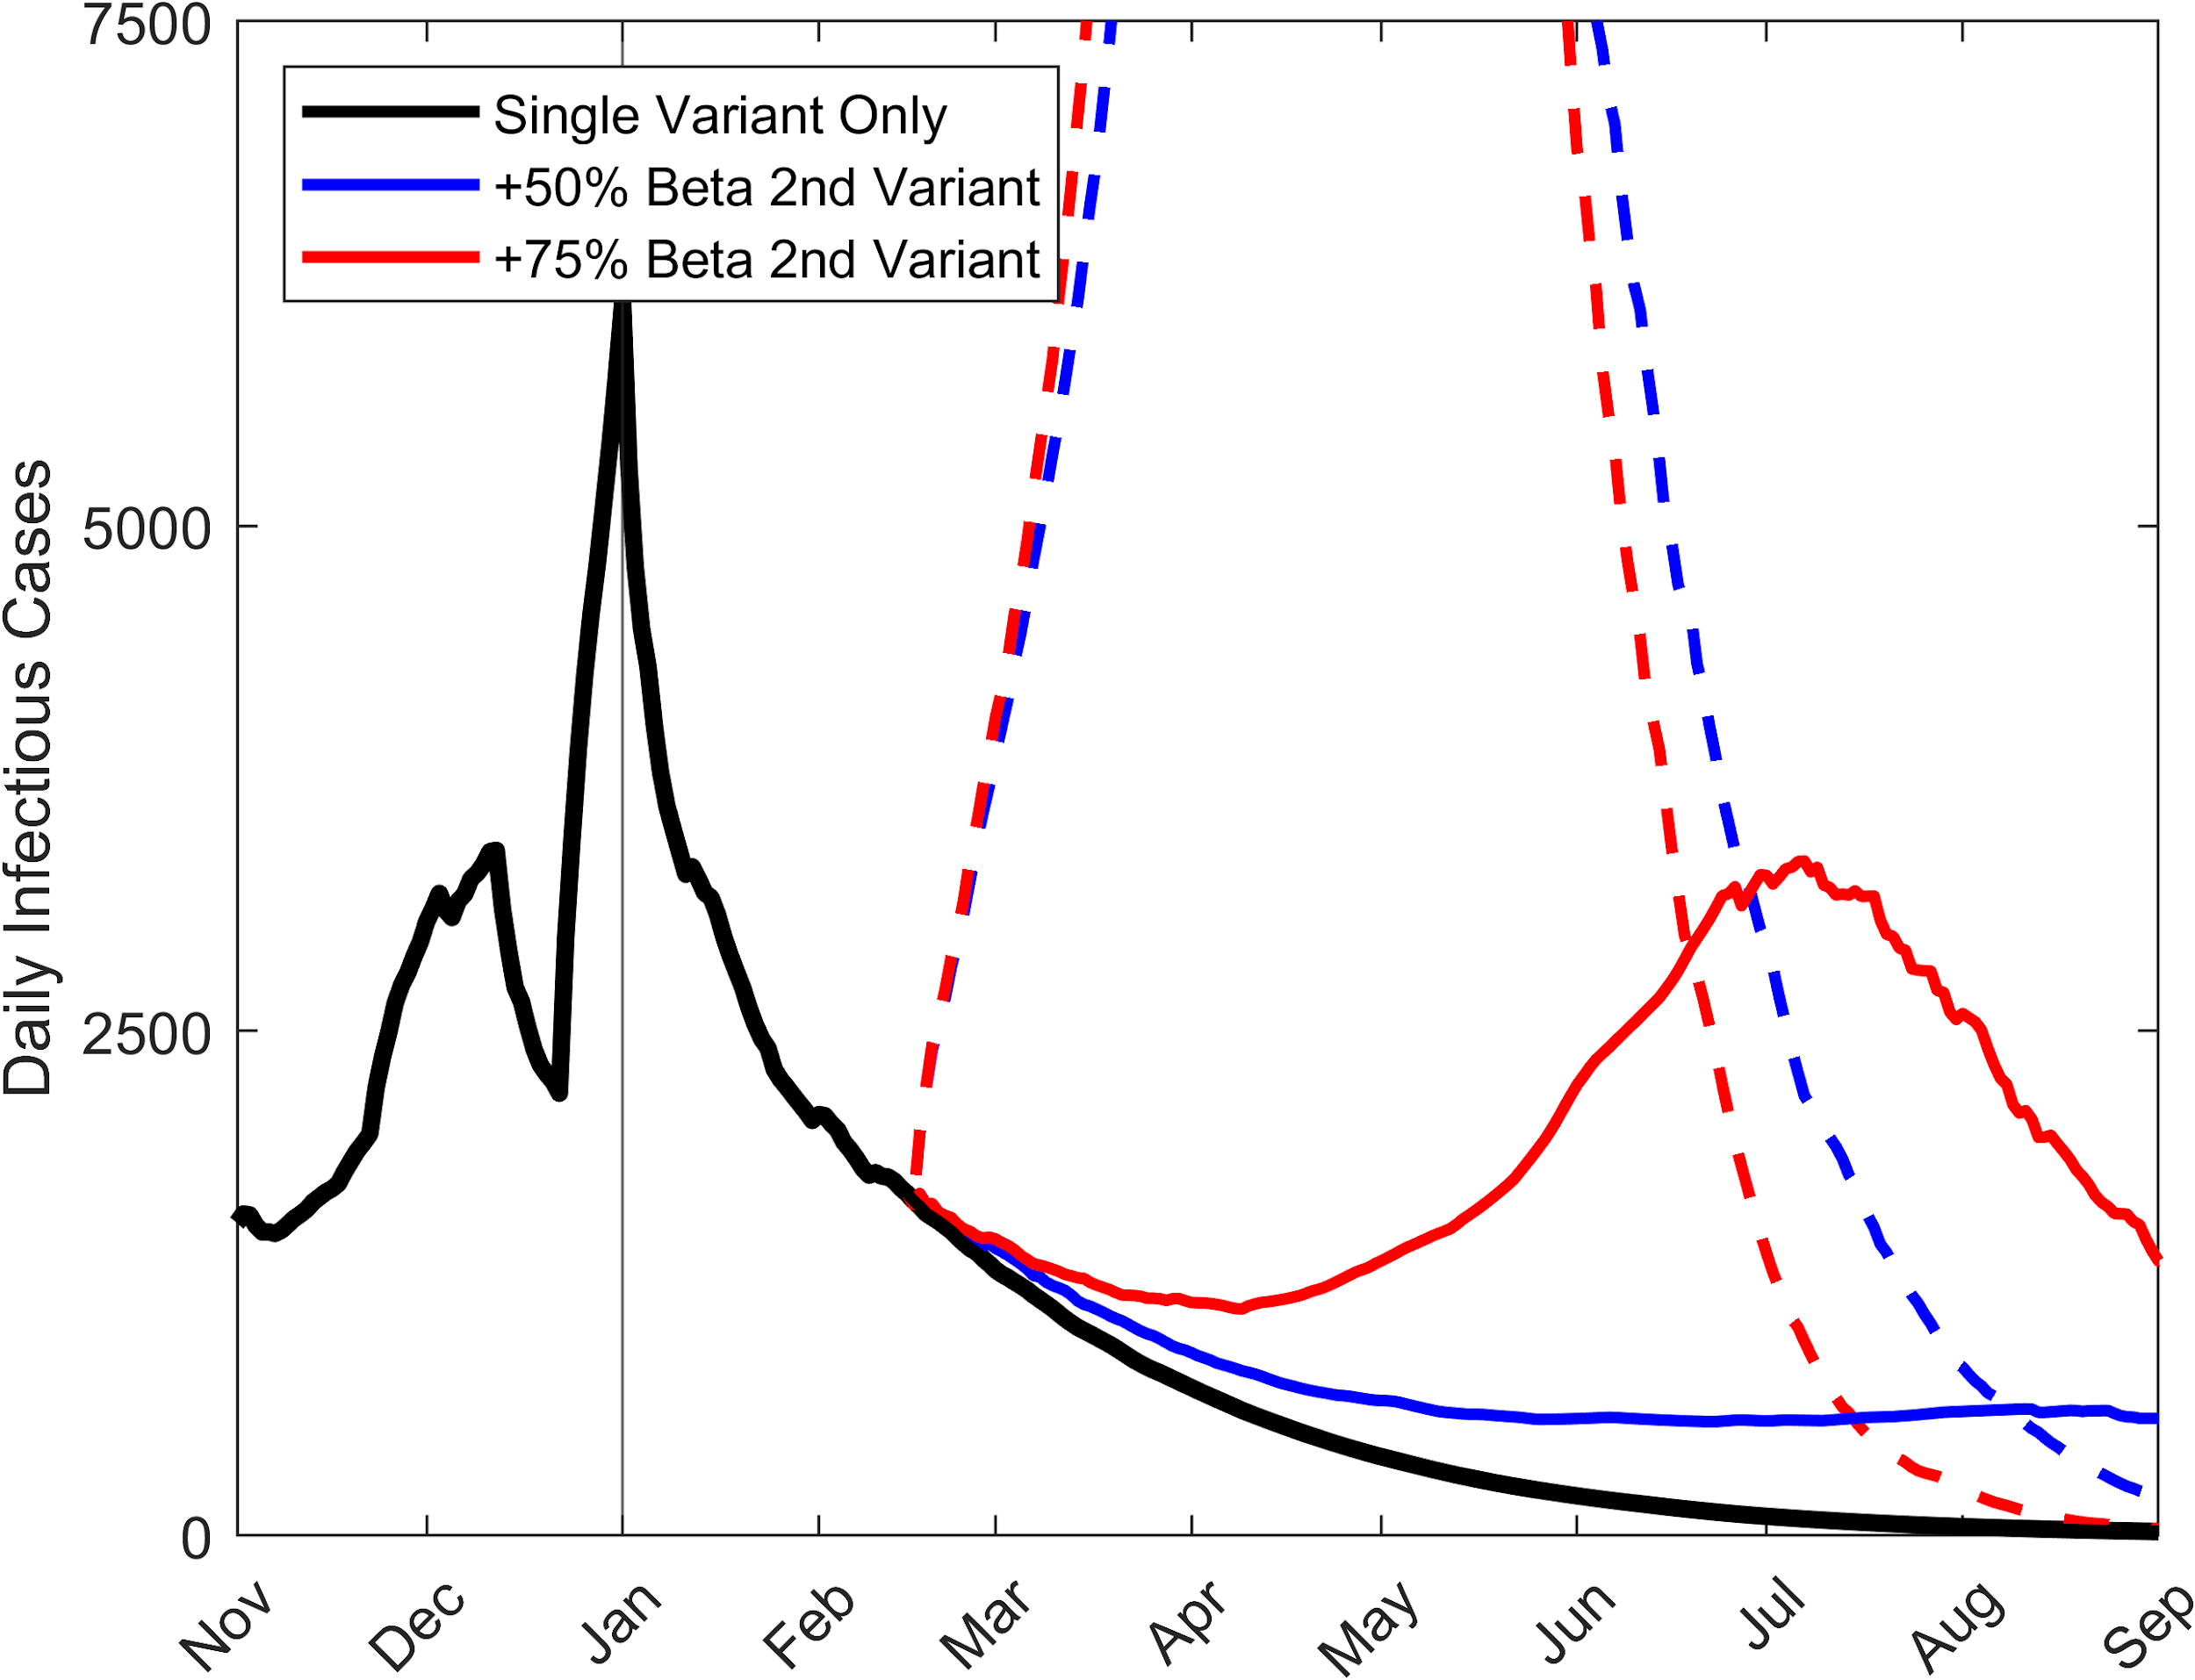 7500
5000
2500
0
Daily Infectious Cases
Single Variant Only
+50% Beta 2nd Variant
+75% Beta 2nd Variant
Nov Dec Jan Feb Mar Apr May Jun Jul Aug Sep